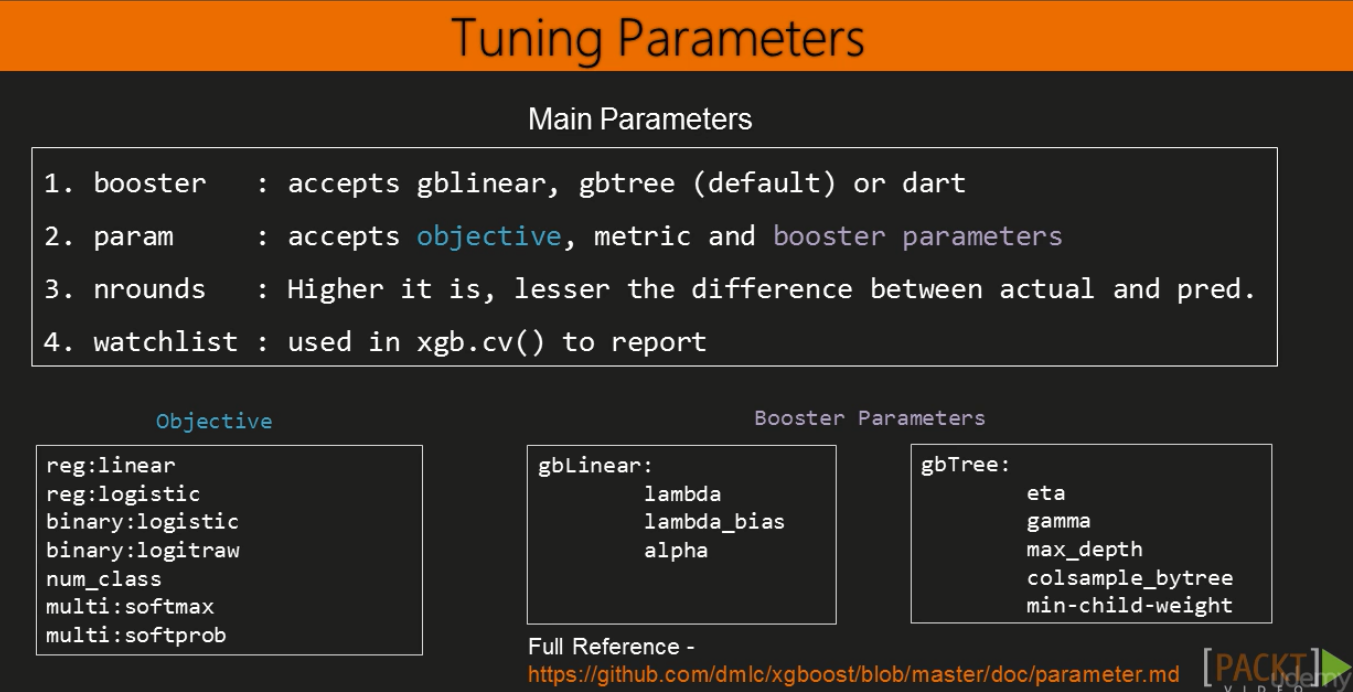 Tuning Parameters
Main Parameters
1. booster : accepts gblinear, gbtree (default) or dart
2. param : accepts objective, metric and booster parameters
3. nrounds : Higher it is, lesser the difference between actual and pred.
4. watchlist : used in xgb.cv() to report
Objective
reg:linear
reg:logistic
binary:logistic
binary:logitraw
num_class
multi:softmax
multi:softprob
Booster Parameters
gbLinear:
lambda
lambda_bias
alpha
gbTree:
eta
gamma
max_depth
colsample_bytree
min-child-weight
Full Reference -
https://github.com/dmlc/xgboost/blob/master/doc/parameter.md
[PACKT]
udemy